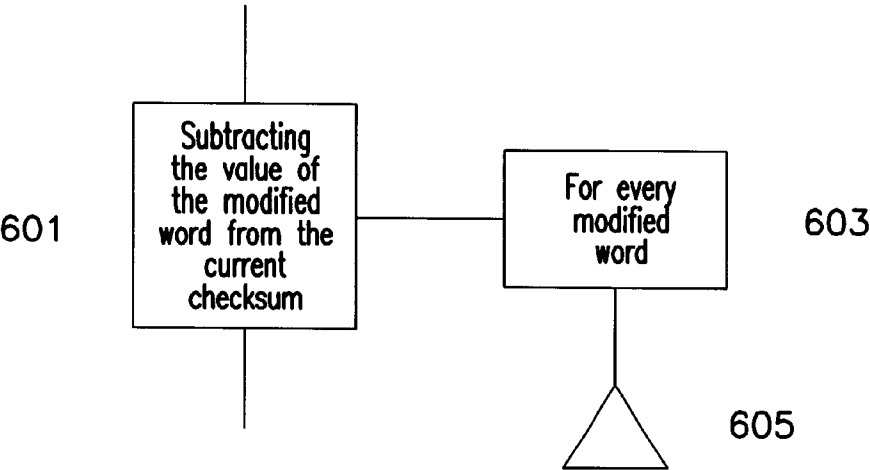 Subtracting
the value of
the modified
word from the
current
checksum
601
For every
modified
word
603
605